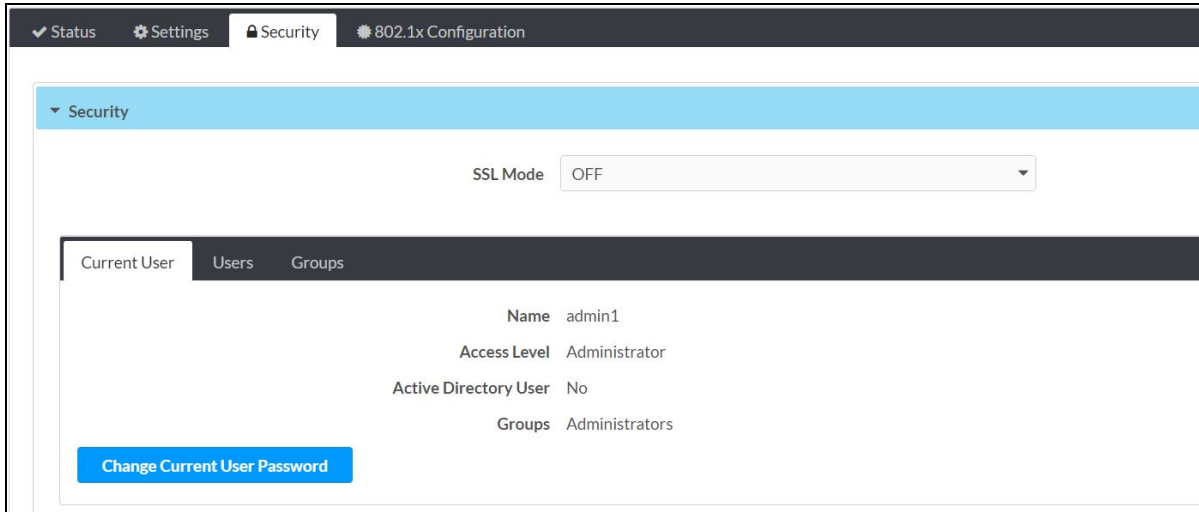 Status Settings Security 802.1x Configuration
Security
SSL Mode OFF
Current User Users Groups
Name admin1
Access Level Administrator
Active Directory User No
Groups Administrators
Change Current User Password